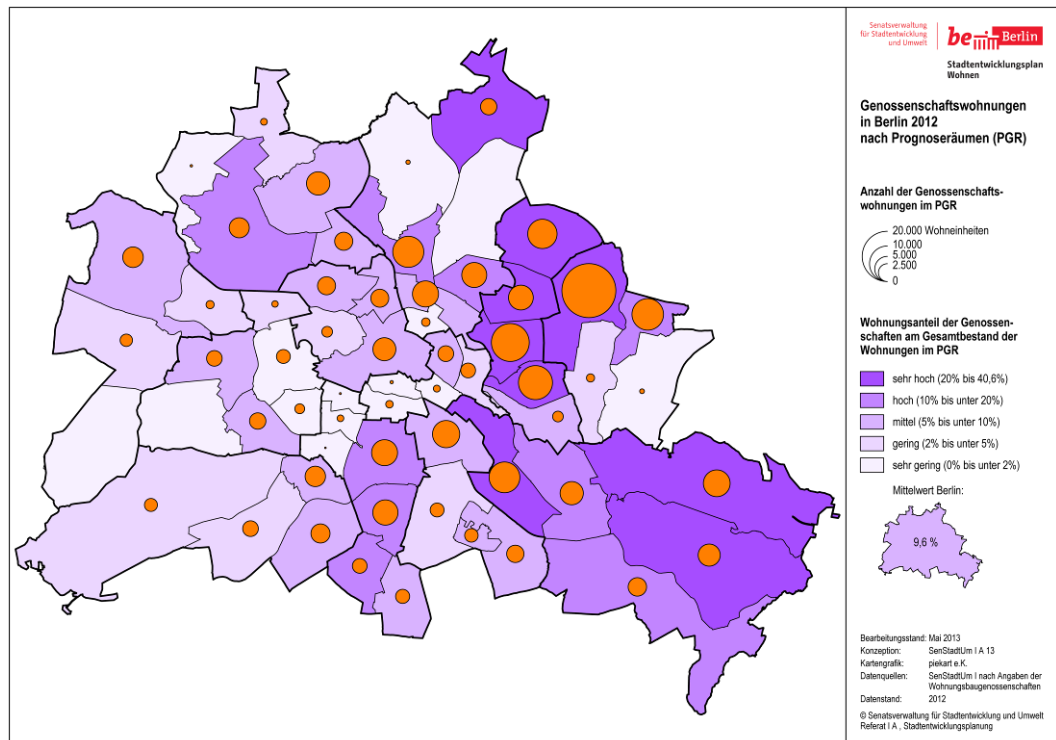 Senatsverwaltung
für Stadtentwicklung
und Umwelt
be Berlin
Stadtentwicklungsplan
Wohnen
Genossenschaftswohnungen
in Berlin 2012
nach Prognoseräumen (PGR)
Anzahl der Genossenschafts-
wohnungen im PGR
20.000 Wohneinheiten
10.000
5.000
2.500
0
Wohnungsanteil der Genossen-
schaften am Gesamtbestand der
Wohnungen im PGR
sehr hoch (20% bis 40,6%)
hoch (10% bis unter 20%)
mittel (5% bis unter 10%)
gering (2% bis unter 5%)
sehr gering (0% bis unter 2%)
Mittelwert Berlin:
9,6 %
Bearbeitungsstand: Mai 2013
Konzeption: SenStadtUm I A 13
Kartengrafik: piekart e.K.
Datenquellen: SenStadtUm I nach Angaben der
Wohnungsbaugenossenschaften
Datenstand: 2012
© Senatsverwaltung für Stadtentwicklung und Umwelt
Referat I A , Stadtentwicklungsplanung